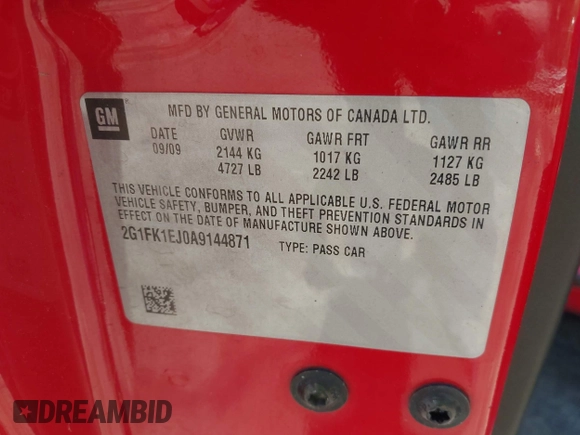 GM
MFD BY GENERAL MOTORS OF CANADA LTD.
DATE GVWR GAWR FRT GAWR RR
09/09 2144 KG 1017 KG 1127 KG
4727 LB 2242 LB 2485 LB
THIS VEHICLE CONFORMS TO ALL APPLICABLE U.S. FEDERAL MOTOR
VEHICLE SAFETY, BUMPER, AND THEFT PREVENTION STANDARDS IN
EFFECT ON THE DATE OF MANUFACTURE SHOWN ABOVE.
2G1FK1EJ0A9144871 TYPE: PASS CAR
DREAMBID